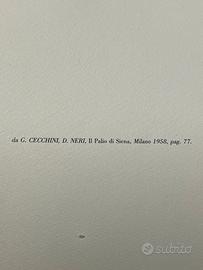 da G. CECCHINI, D. NERI, Il Palio di Siena, Milano 1958, pag. 77.
subito